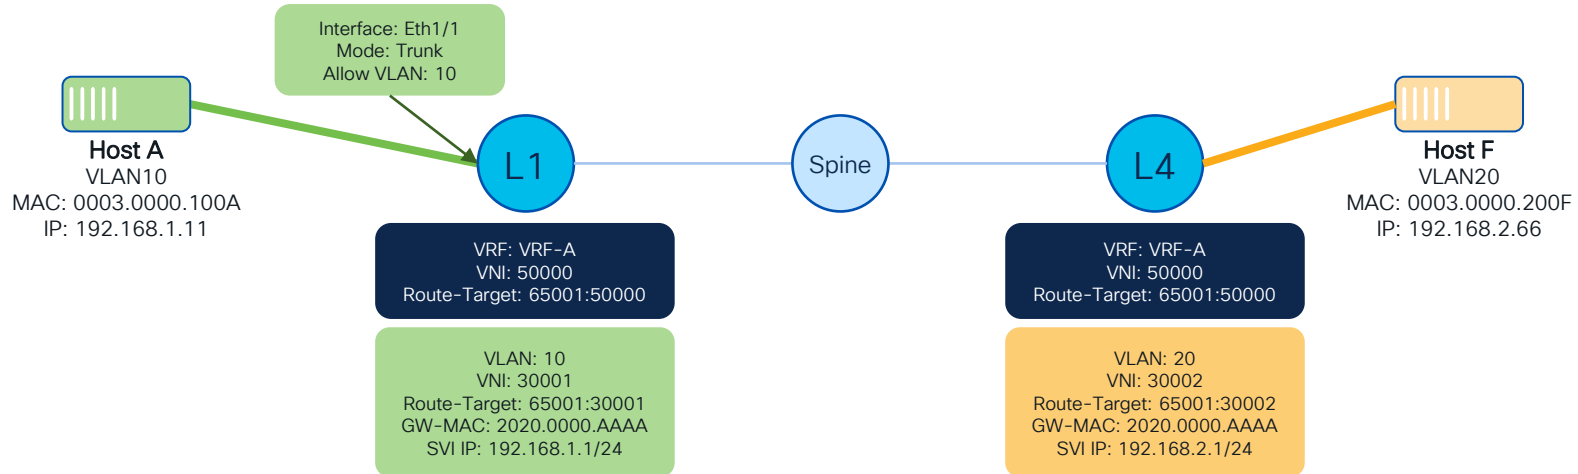 Interface: Eth1/1
Mode: Trunk
Allow VLAN: 10
Host A
VLAN10
MAC: 0003.0000.100A
IP: 192.168.1.11
L1
Spine
L4
Host F
VLAN20
MAC: 0003.0000.200F
IP: 192.168.2.66
VRF: VRF-A
VNI: 50000
Route-Target: 65001:50000
VLAN: 10
VNI: 30001
Route-Target: 65001:30001
GW-MAC: 2020.0000.AAAA
SVI IP: 192.168.1.1/24
VRF: VRF-A
VNI: 50000
Route-Target: 65001:50000
VLAN: 20
VNI: 30002
Route-Target: 65001:30002
GW-MAC: 2020.0000.AAAA
SVI IP: 192.168.2.1/24